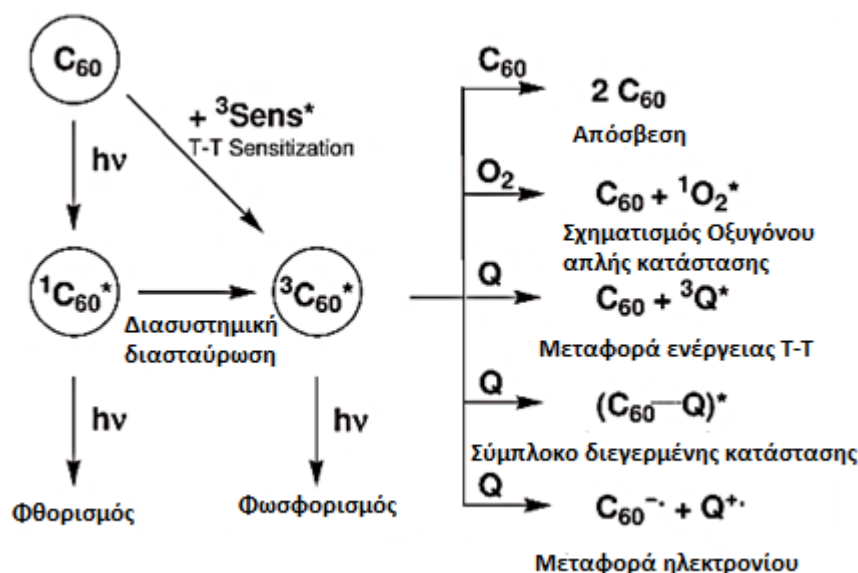 C₆₀
+ ³Sens*
T-T Sensitization
hν
¹C₆₀*
Διασυστημική
διασταύρωση
³C₆₀*
hν
hν
Φθορισμός
Φωσφορισμός
C₆₀
2 C₆₀
Απόσβεση
O₂
C₆₀ + ¹O₂*
Σχηματισμός Οξυγόνου
απλής κατάστασης
Q
C₆₀ + ³Q*
Μεταφορά ενέργειας Τ-Τ
Q
(C₆₀—Q)*
Σύμπλοκο διεγερμένης κατάστασης
Q
C₆₀⁻· + Q⁺·
Μεταφορά ηλεκτρονίου